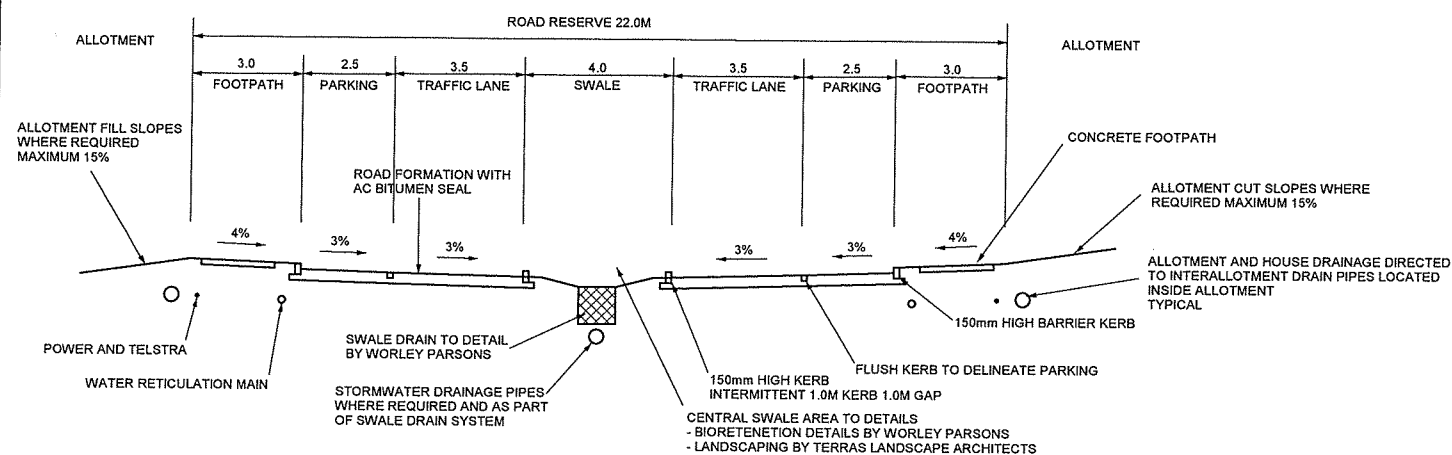 ROAD RESERVE 22.0M
ALLOTMENT
ALLOTMENT
3.0
2.5
3.5
4.0
3.5
2.5
3.0
FOOTPATH
PARKING
TRAFFIC LANE
SWALE
TRAFFIC LANE
PARKING
FOOTPATH
ALLOTMENT FILL SLOPES
WHERE REQUIRED
MAXIMUM 15%
CONCRETE FOOTPATH
ROAD FORMATION WITH
AC BITUMEN SEAL
ALLOTMENT CUT SLOPES WHERE
REQUIRED MAXIMUM 15%
4%
3%
3%
3%
3%
4%
ALLOTMENT AND HOUSE DRAINAGE DIRECTED
TO INTERALLOTMENT DRAIN PIPES LOCATED
INSIDE ALLOTMENT
TYPICAL
150mm HIGH BARRIER KERB
POWER AND TELSTRA
SWALE DRAIN TO DETAIL
BY WORLEY PARSONS
WATER RETICULATION MAIN
FLUSH KERB TO DELINEATE PARKING
150mm HIGH KERB
INTERMITTENT 1.0M KERB 1.0M GAP
STORMWATER DRAINAGE PIPES
WHERE REQUIRED AND AS PART
OF SWALE DRAIN SYSTEM
CENTRAL SWALE AREA TO DETAILS
- BIORETENETION DETAILS BY WORLEY PARSONS
- LANDSCAPING BY TERRAS LANDSCAPE ARCHITECTS